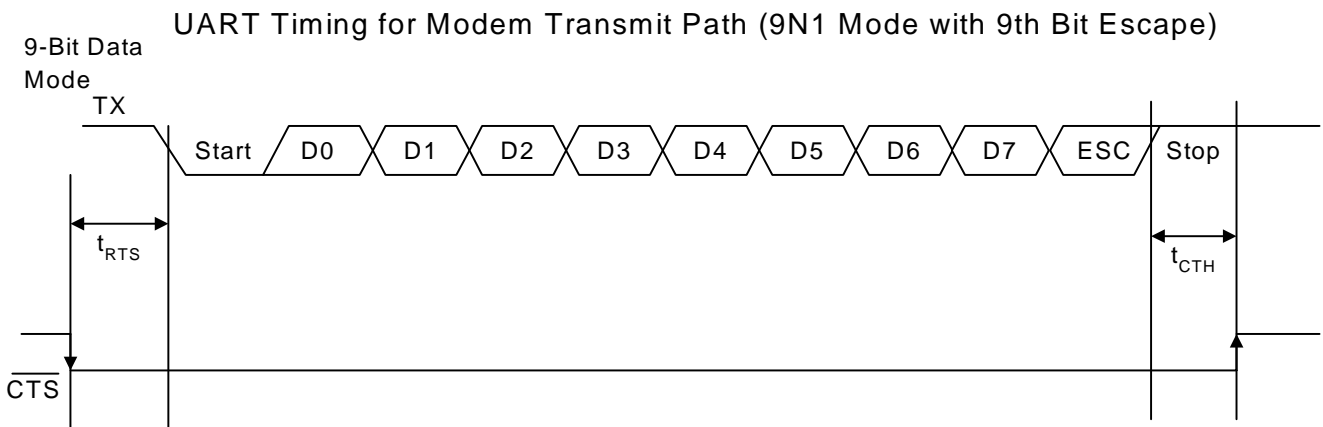 UART Timing for Modem Transmit Path (9N1 Mode with 9th Bit Escape)
9-Bit Data
Mode
TX
Start D0 D1 D2 D3 D4 D5 D6 D7 ESC Stop
tRTS
tCTH
CTS